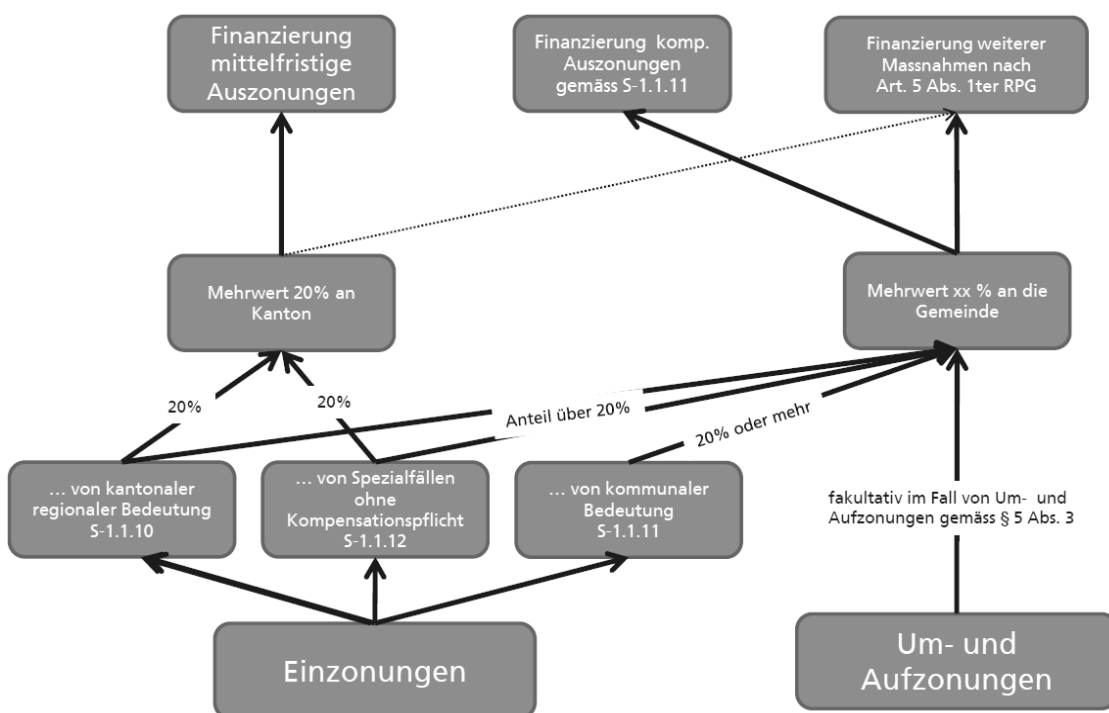 Finanzierung
mittelfristige
Auszonungen
Finanzierung komp.
Auszonungen
gemäss S-1.1.11
Finanzierung weiterer
Massnahmen nach
Art. 5 Abs. 1ter RPG
Mehrwert 20% an
Kanton
Mehrwert xx % an die
Gemeinde
20%
20%
Anteil über 20%
20% oder mehr
... von kantonaler
regionaler Bedeutung
S-1.1.10
... von Spezialfällen
ohne
Kompensationspflicht
S-1.1.12
... von kommunaler
Bedeutung
S-1.1.11
fakultativ im Fall von Um- und
Aufzonungen gemäss § 5 Abs. 3
Einzonungen
Um- und
Aufzonungen